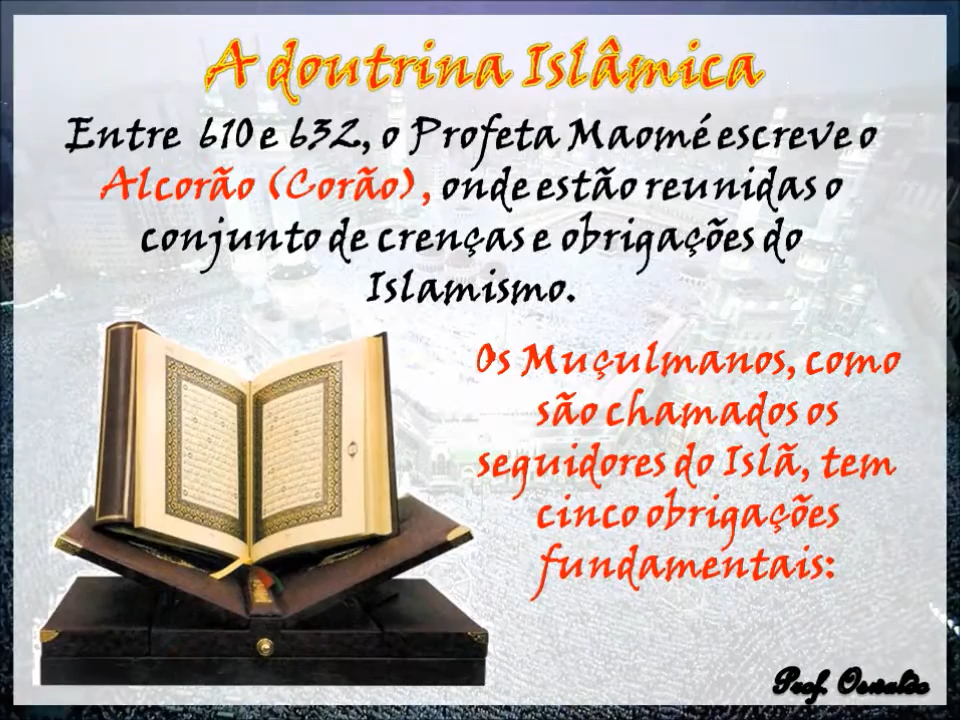 A doutrina Islâmica
Entre 610 e 632, o Profeta Maomé escreve o
Alcorão (Corão), onde estão reunidas o
conjunto de crenças e obrigações do
Islamismo.
Os Muçulmanos, como
são chamados os
seguidores do Islã, tem
cinco obrigações
fundamentais:
Prof. Osvaldo